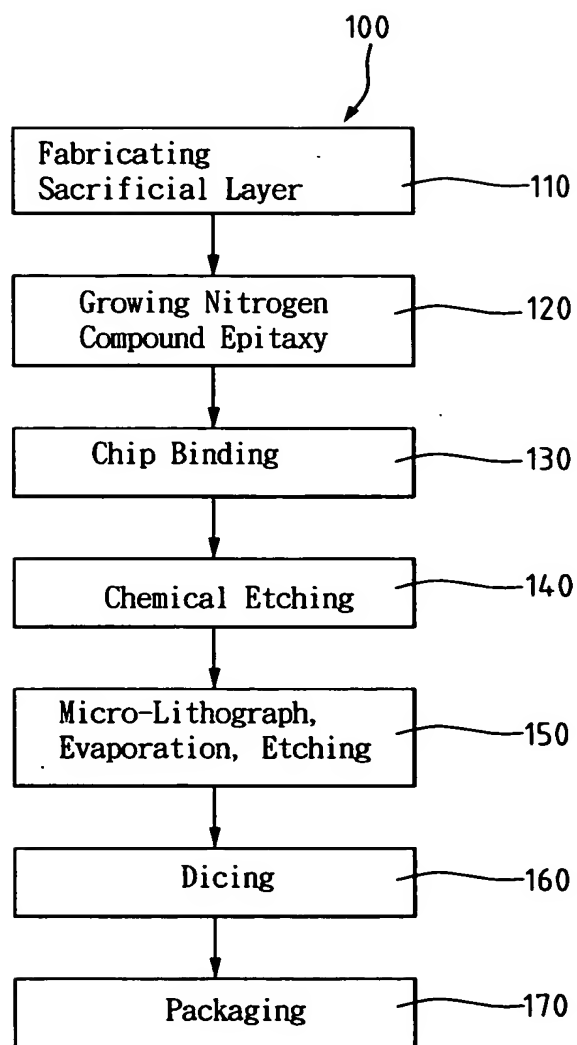 100
Fabricating
Sacrificial Layer
110
Growing Nitrogen
Compound Epitaxy
120
Chip Binding
130
Chemical Etching
140
Micro-Lithograph,
Evaporation, Etching
150
Dicing
160
Packaging
170